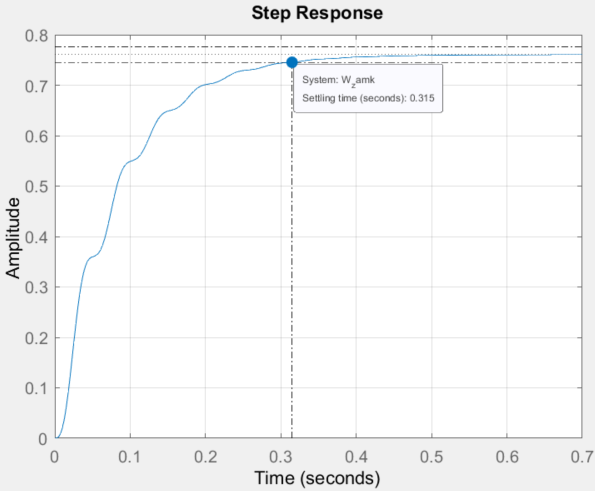 Step Response
0.8
0.7
0.6
0.5
0.4
0.3
0.2
0.1
0
Amplitude
System: W_zamk
Settling time (seconds): 0.315
0 0.1 0.2 0.3 0.4 0.5 0.6 0.7
Time (seconds)